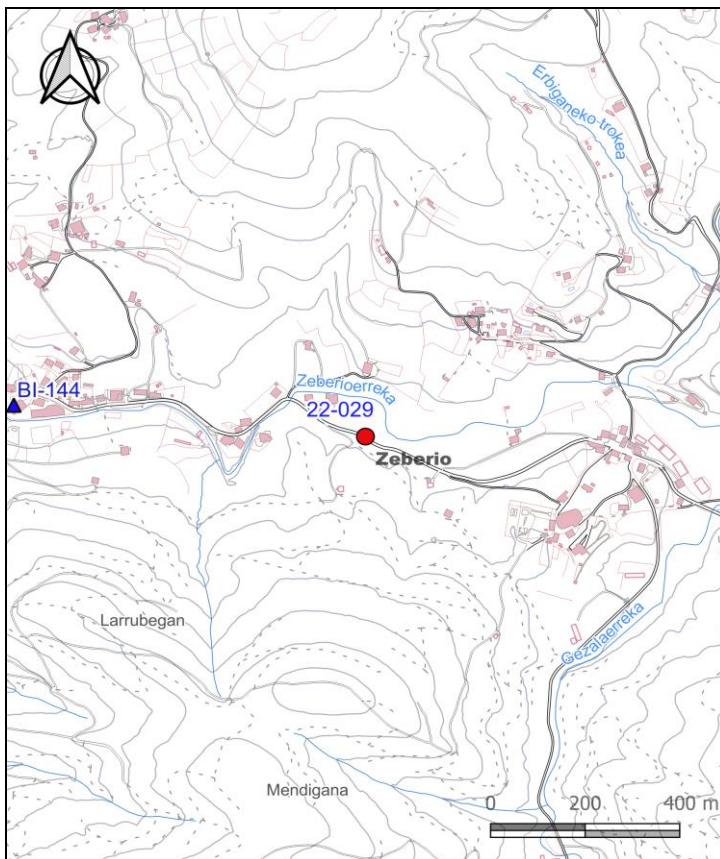 Erbiganeko-trokea
BI-144
Zeberioerreka
22-029
Zeberio
Larrubegan
Gezalaerreka
Mendigana
0 200 400 m